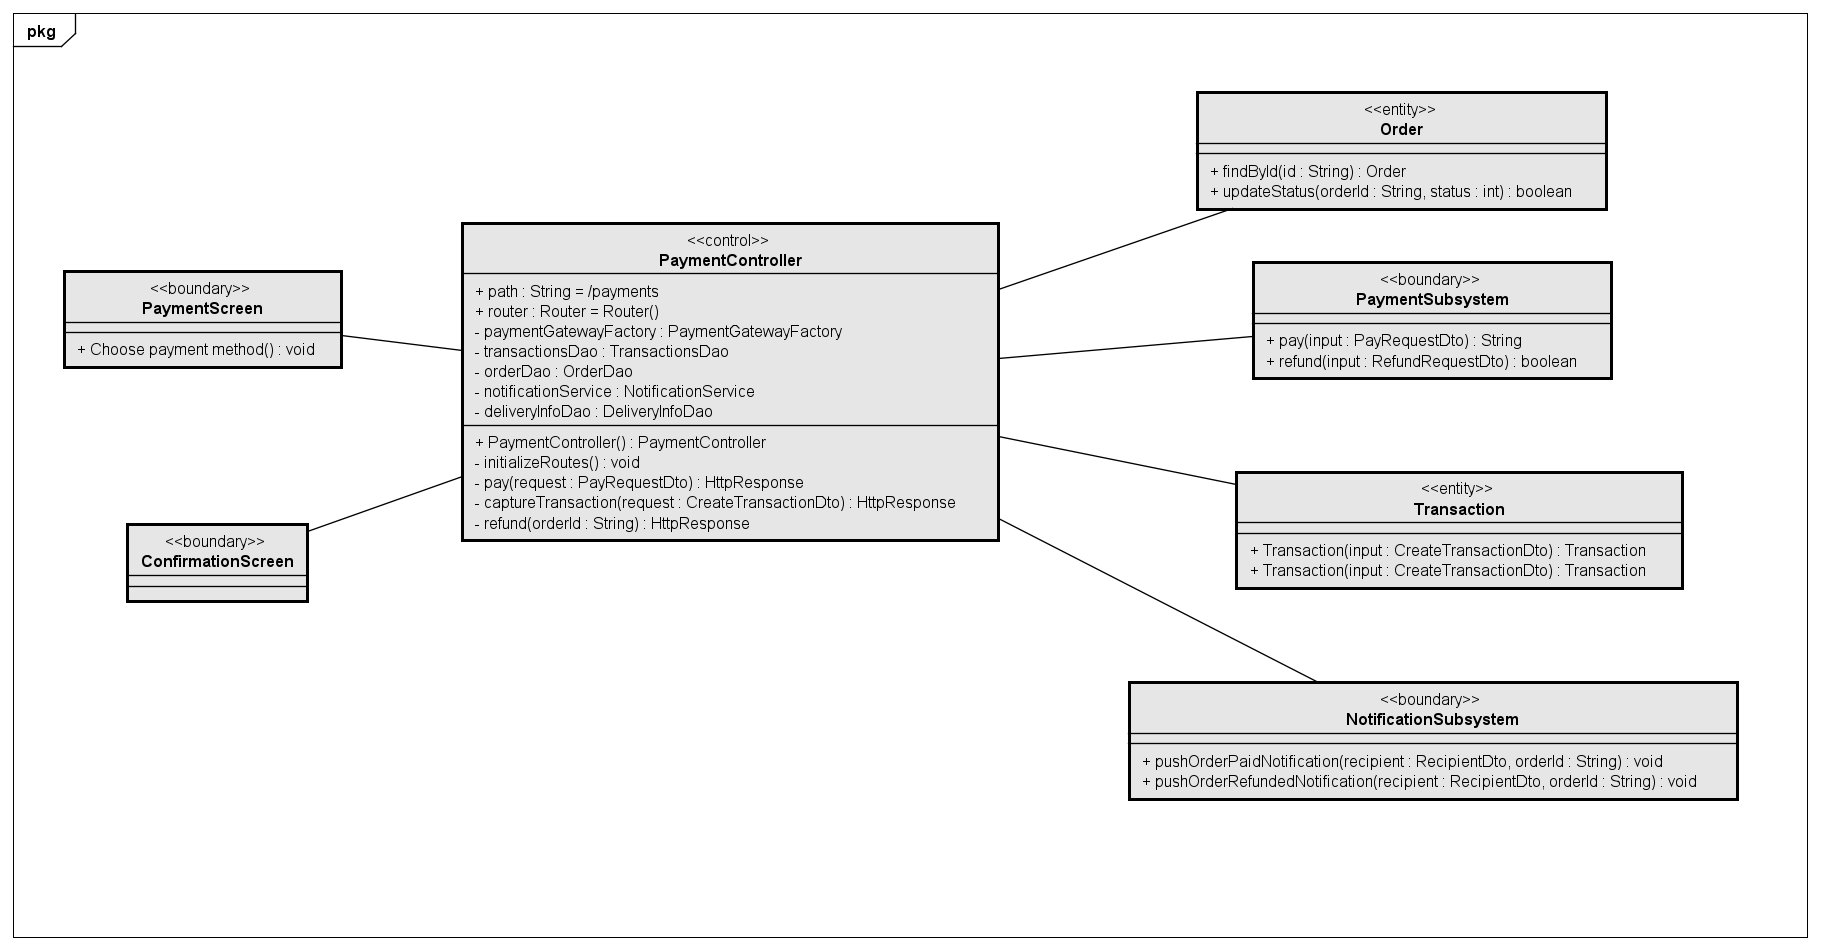 pkg
<<entity>>
Order
+ findById(id : String) : Order
+ updateStatus(orderId : String, status : int) : boolean
<<control>>
PaymentController
+ path : String = /payments
+ router : Router = Router()
- paymentGatewayFactory : PaymentGatewayFactory
- transactionsDao : TransactionsDao
- orderDao : OrderDao
- notificationService : NotificationService
- deliveryInfoDao : DeliveryInfoDao
+ PaymentController() : PaymentController
- initializeRoutes() : void
- pay(request : PayRequestDto) : HttpResponse
- captureTransaction(request : CreateTransactionDto) : HttpResponse
- refund(orderId : String) : HttpResponse
<<boundary>>
PaymentScreen
+ Choose payment method() : void
<<boundary>>
PaymentSubsystem
+ pay(input : PayRequestDto) : String
+ refund(input : RefundRequestDto) : boolean
<<entity>>
Transaction
+ Transaction(input : CreateTransactionDto) : Transaction
+ Transaction(input : CreateTransactionDto) : Transaction
<<boundary>>
ConfirmationScreen
<<boundary>>
NotificationSubsystem
+ pushOrderPaidNotification(recipient : RecipientDto, orderId : String) : void
+ pushOrderRefundedNotification(recipient : RecipientDto, orderId : String) : void